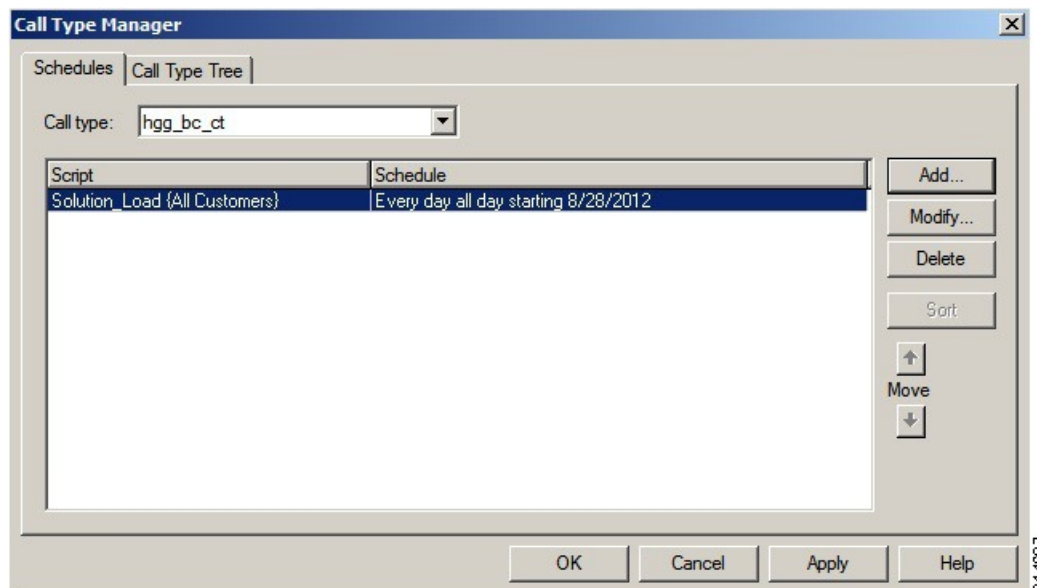 Call Type Manager
Schedules
Call Type Tree
Call type: hgg_bc_ct
Script Schedule
Solution_Load {All Customers} Every day all day starting 8/28/2012
Add...
Modify...
Delete
Sort
Move
OK Cancel Apply Help